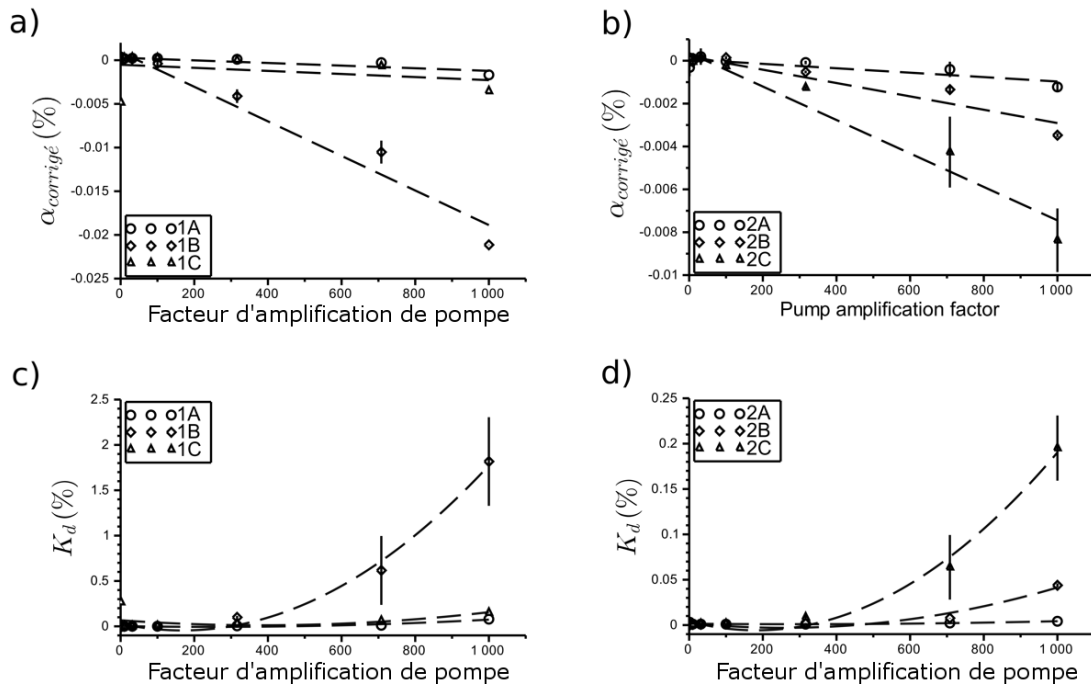 a)
α_corrigé (%)
0
-0.005
-0.01
-0.015
-0.02
-0.025
1A
1B
1C
0 200 400 600 800 1 000
Facteur d'amplification de pompe
b)
α_corrigé (%)
0
-0.002
-0.004
-0.006
-0.008
-0.01
2A
2B
2C
0 200 400 600 800 1 000
Pump amplification factor
c)
K_d (%)
2.5
2
1.5
1
0.5
0
1A
1B
1C
0 200 400 600 800 1 000
Facteur d'amplification de pompe
d)
K_d (%)
0.25
0.2
0.15
0.1
0.05
0
2A
2B
2C
0 200 400 600 800 1 000
Facteur d'amplification de pompe